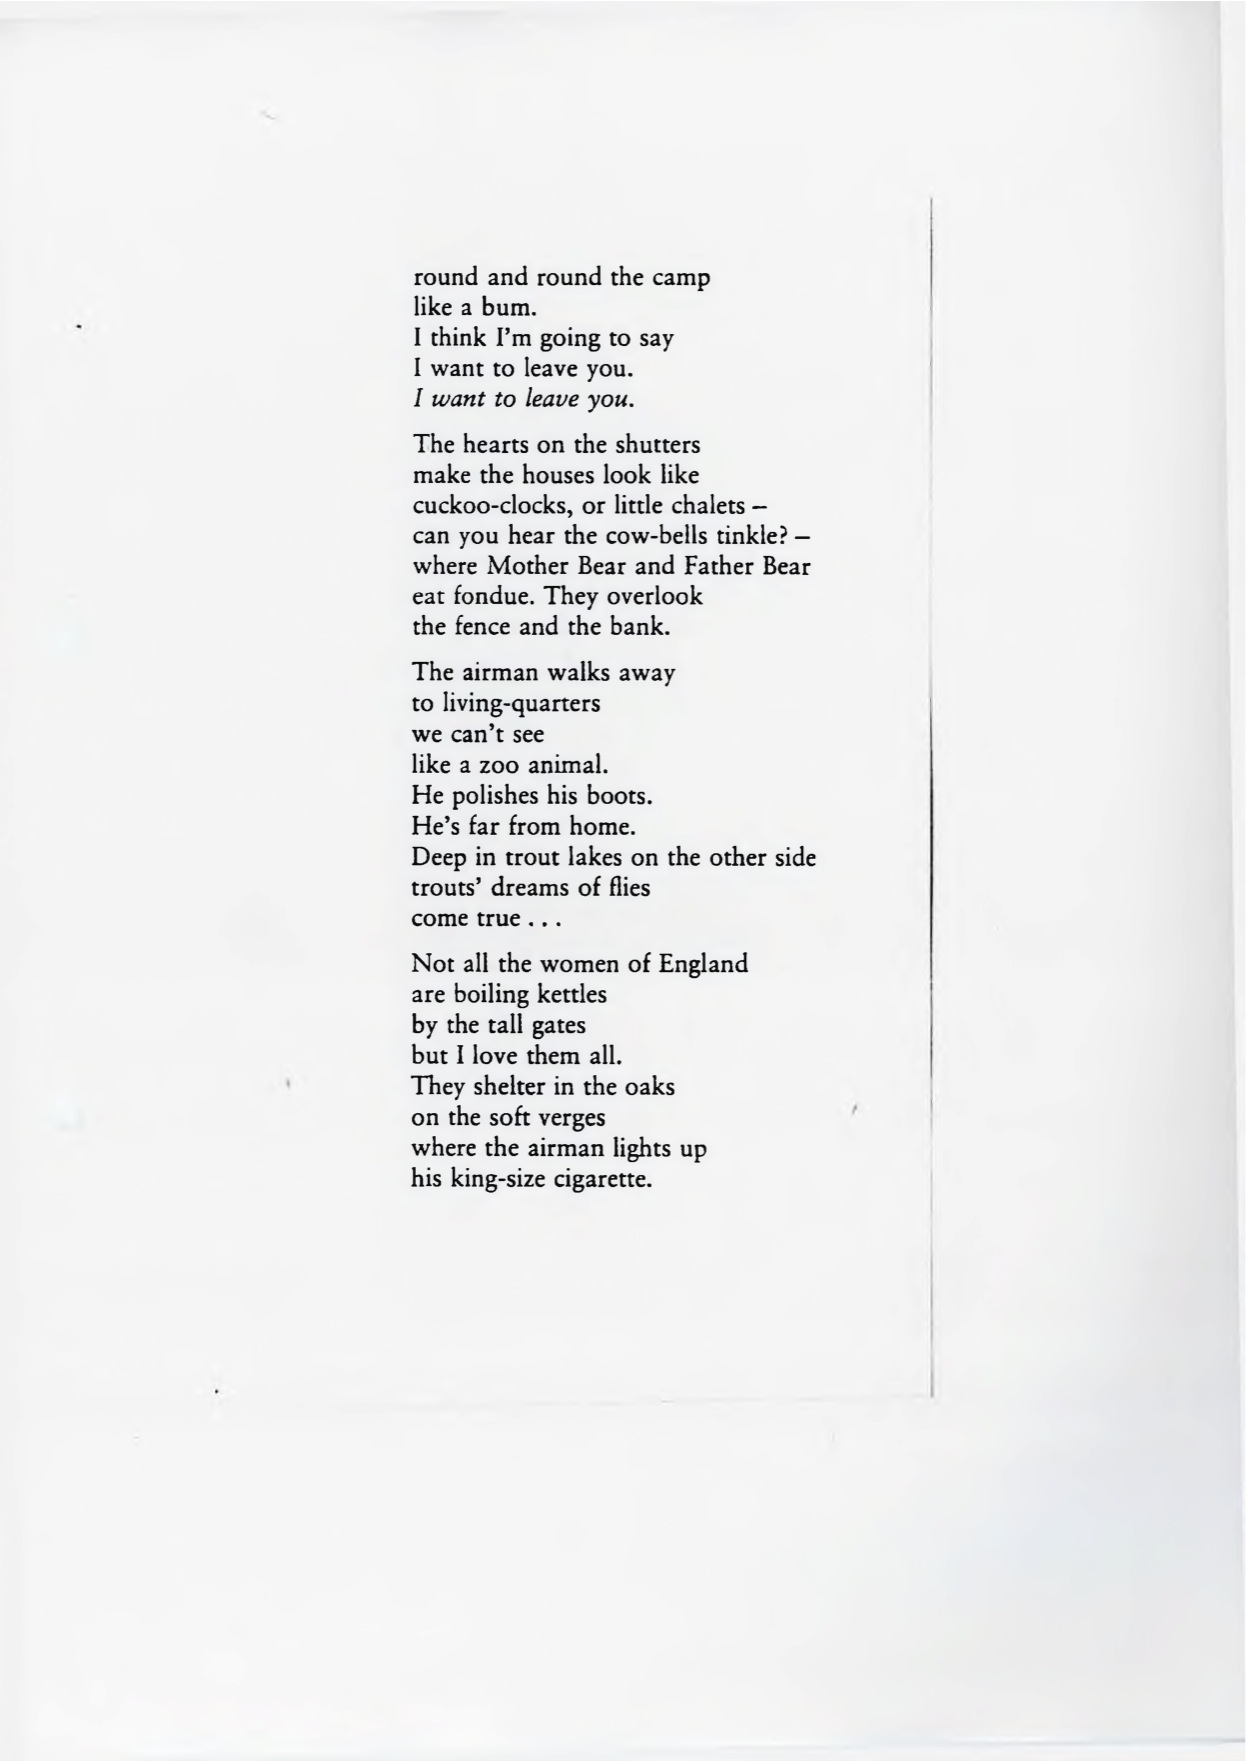 round and round the camp
like a bum.
I think I'm going to say
I want to leave you.
I want to leave you.
The hearts on the shutters
make the houses look like
cuckoo-clocks, or little chalets –
can you hear the cow-bells tinkle? –
where Mother Bear and Father Bear
eat fondue. They overlook
the fence and the bank.
The airman walks away
to living-quarters
we can't see
like a zoo animal.
He polishes his boots.
He's far from home.
Deep in trout lakes on the other side
trouts' dreams of flies
come true . . .
Not all the women of England
are boiling kettles
by the tall gates
but I love them all.
They shelter in the oaks
on the soft verges
where the airman lights up
his king-size cigarette.